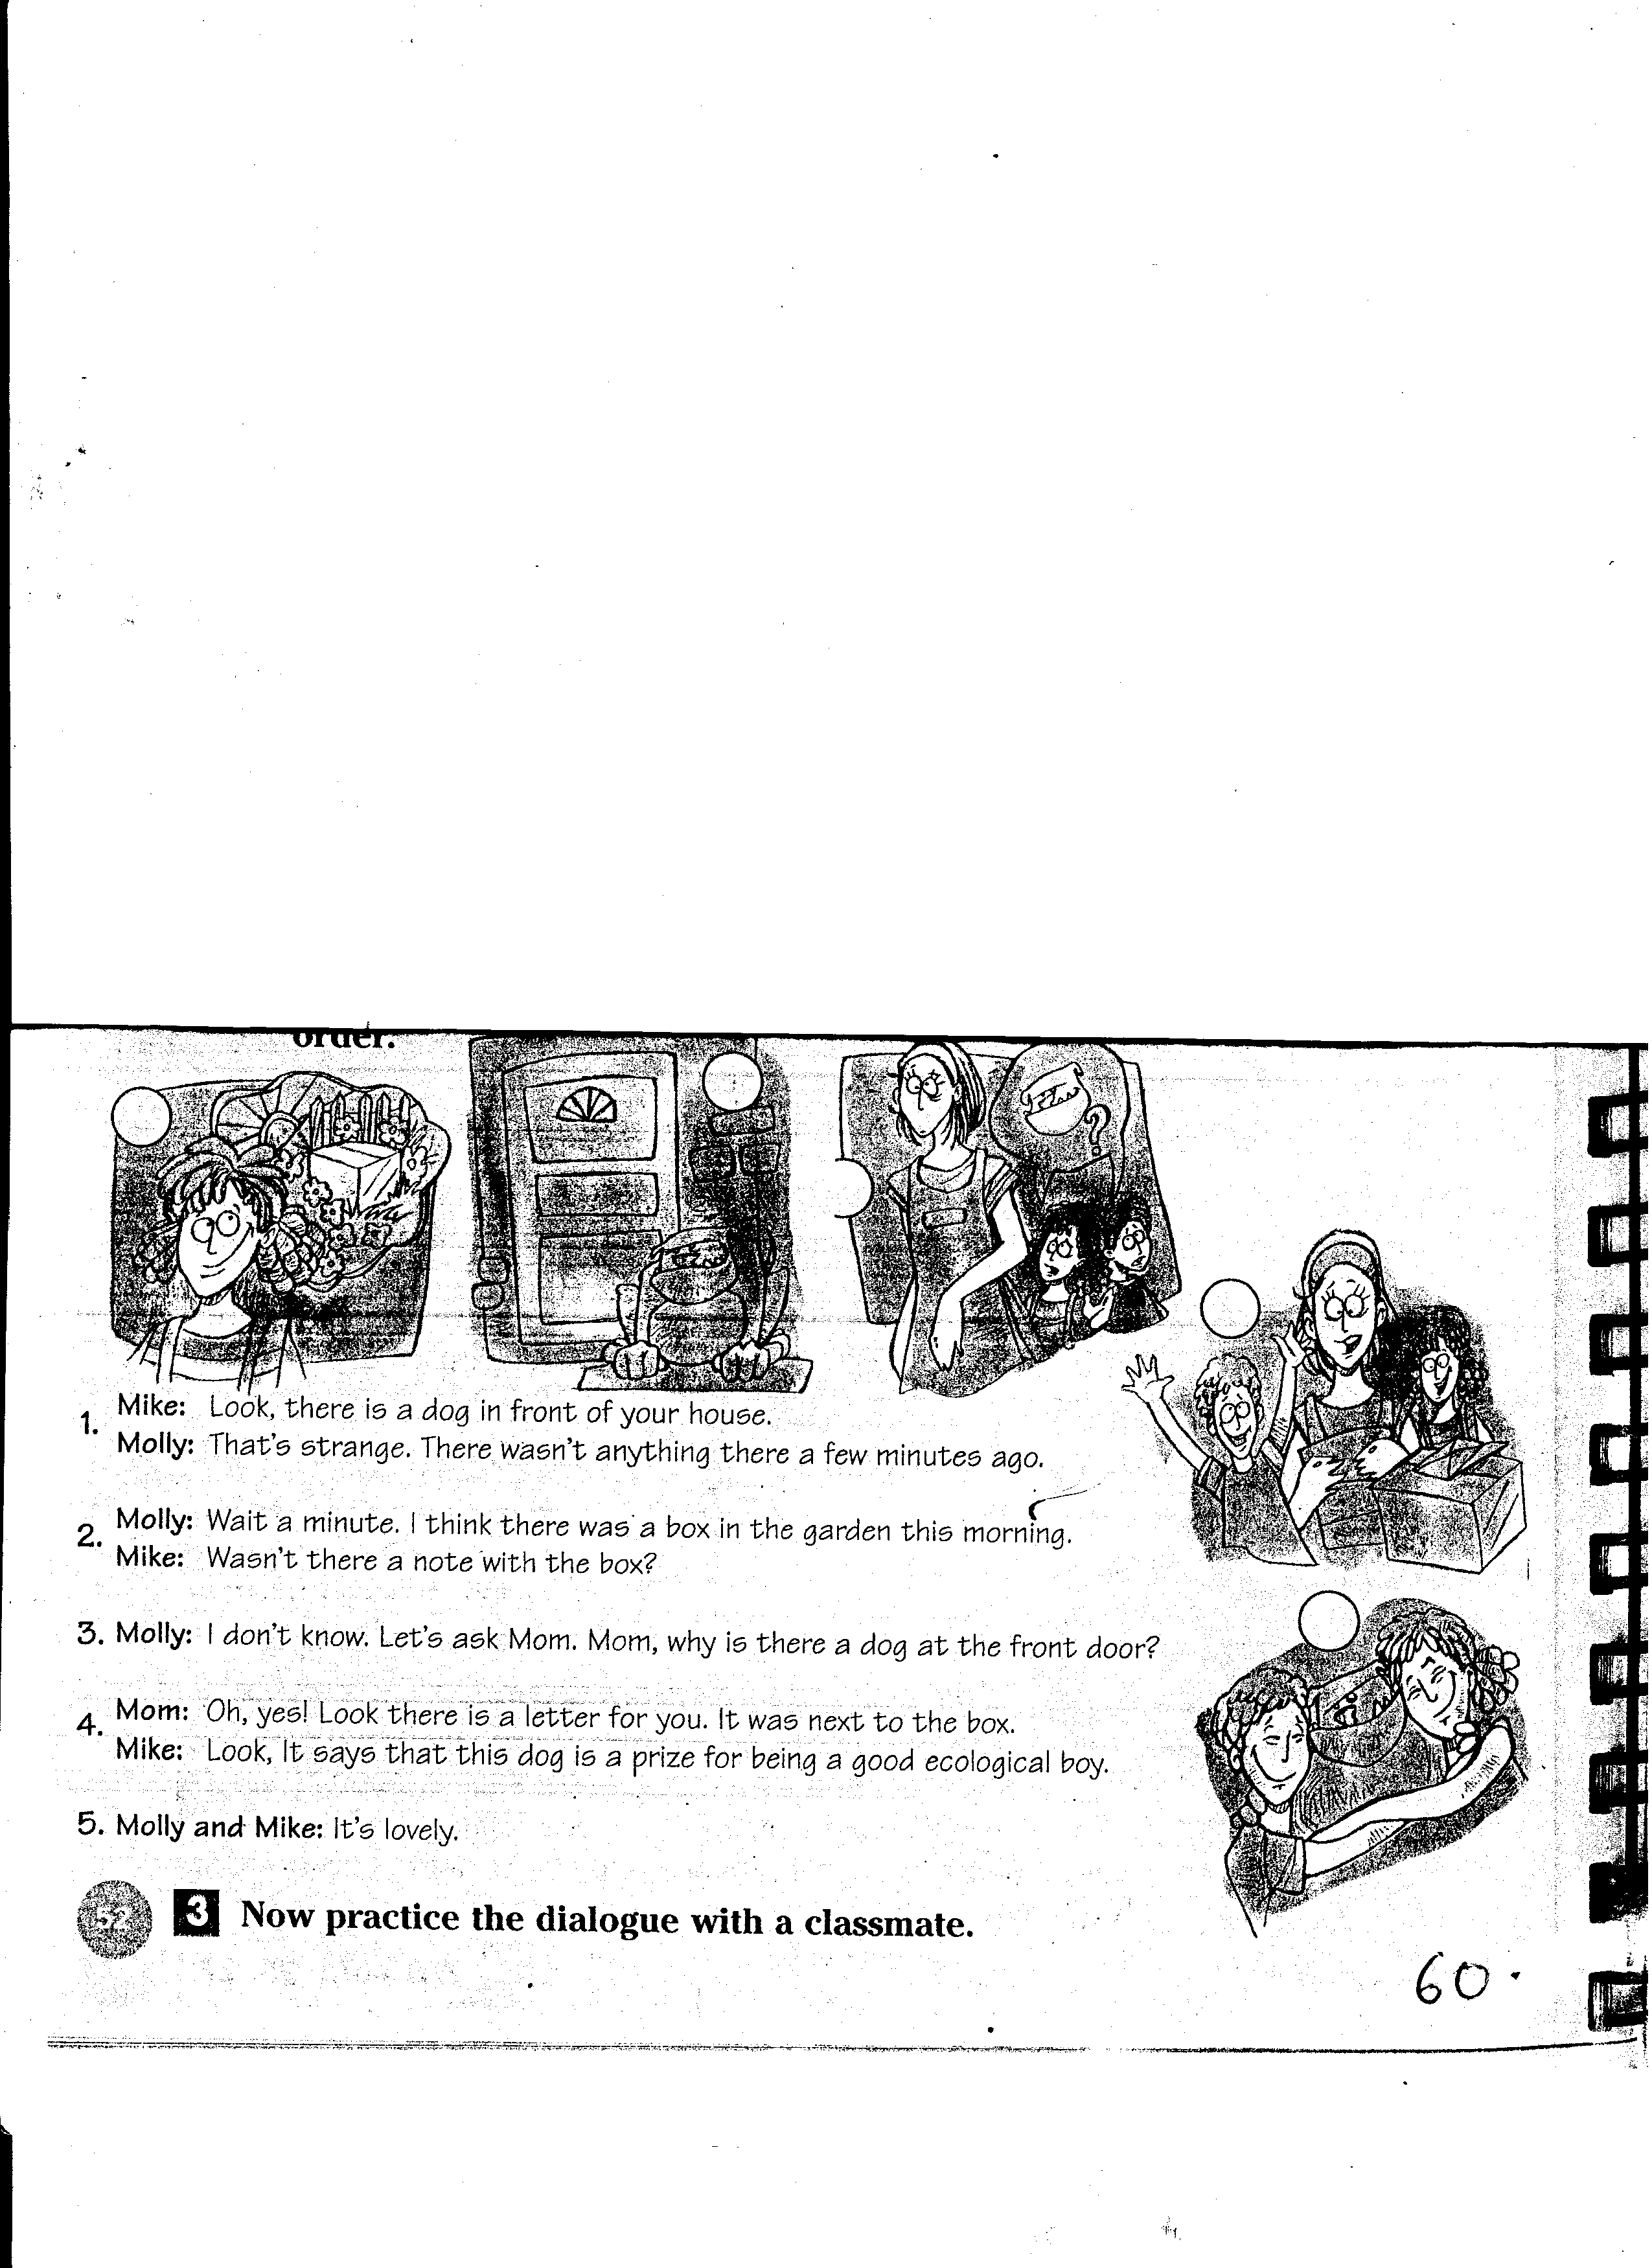 order.
1. Mike: Look, there is a dog in front of your house.
Molly: That's strange. There wasn't anything there a few minutes ago.
2. Molly: Wait a minute. I think there was a box in the garden this morning.
Mike: Wasn't there a note with the box?
3. Molly: I don't know. Let's ask Mom. Mom, why is there a dog at the front door?
4. Mom: Oh, yes! Look there is a letter for you. It was next to the box.
Mike: Look, It says that this dog is a prize for being a good ecological boy.
5. Molly and Mike: It's lovely.
52 3 Now practice the dialogue with a classmate.
60.